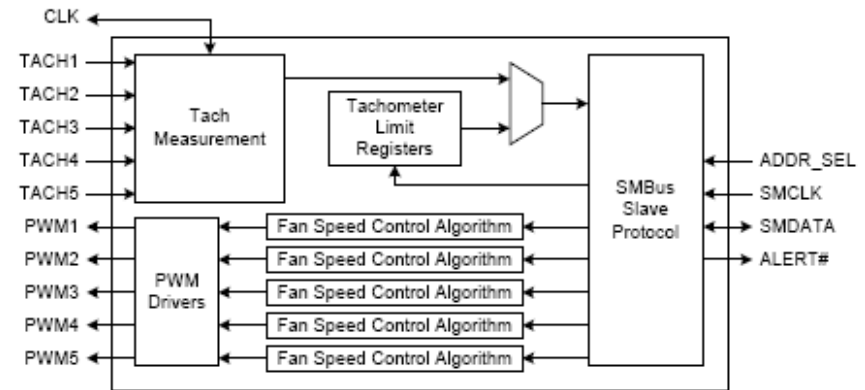 CLK
TACH1
TACH2
TACH3
TACH4
TACH5
Tach
Measurement
Tachometer
Limit
Registers
SMBus
Slave
Protocol
ADDR_SEL
SMCLK
SMDATA
ALERT#
PWM1
PWM2
PWM3
PWM4
PWM5
PWM
Drivers
Fan Speed Control Algorithm
Fan Speed Control Algorithm
Fan Speed Control Algorithm
Fan Speed Control Algorithm
Fan Speed Control Algorithm